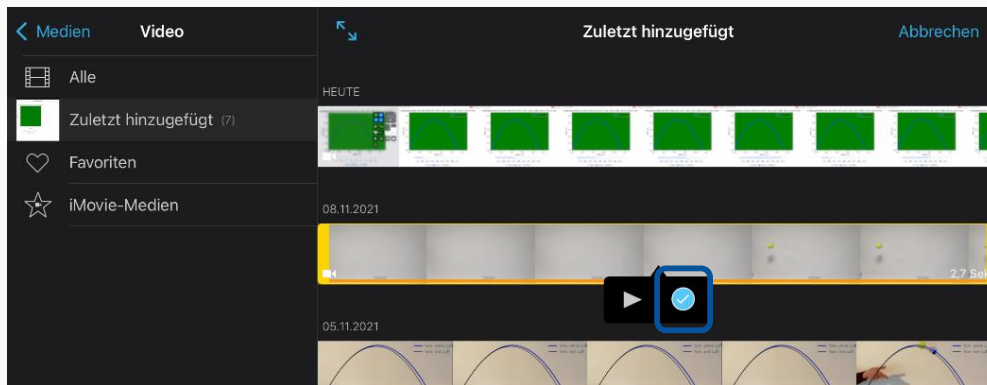 Medien Video
Zuletzt hinzugefügt
Abbrechen
Alle
Zuletzt hinzugefügt (7)
Favoriten
iMovie-Medien
HEUTE
08.11.2021
2,7 Sek
05.11.2021